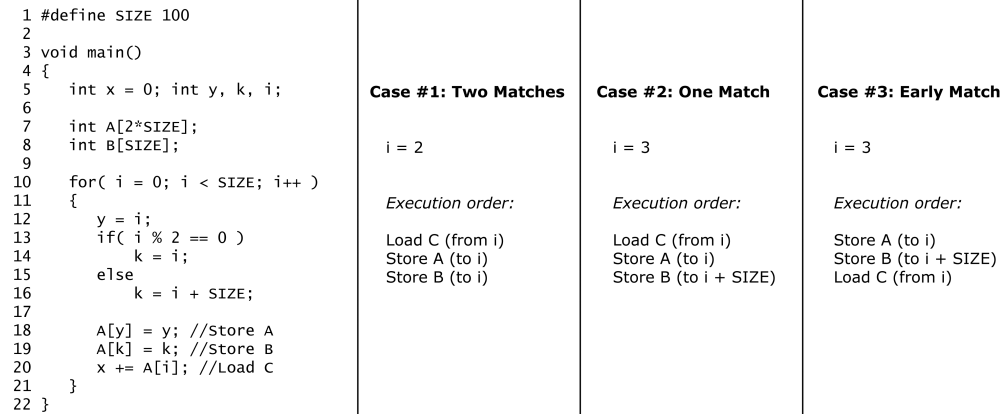 1 #define SIZE 100
2
3 void main()
4 {
5    int x = 0; int y, k, i;
6
7    int A[2*SIZE];
8    int B[SIZE];
9
10    for( i = 0; i < SIZE; i++ )
11    {
12       y = i;
13       if( i % 2 == 0 )
14           k = i;
15       else
16           k = i + SIZE;
17
18       A[y] = y; //Store A
19       A[k] = k; //Store B
20       x += A[i]; //Load C
21    }
22 }
Case #1: Two Matches
i = 2
Execution order:
Load C (from i)
Store A (to i)
Store B (to i)
Case #2: One Match
i = 3
Execution order:
Load C (from i)
Store A (to i)
Store B (to i + SIZE)
Case #3: Early Match
i = 3
Execution order:
Store A (to i)
Store B (to i + SIZE)
Load C (from i)